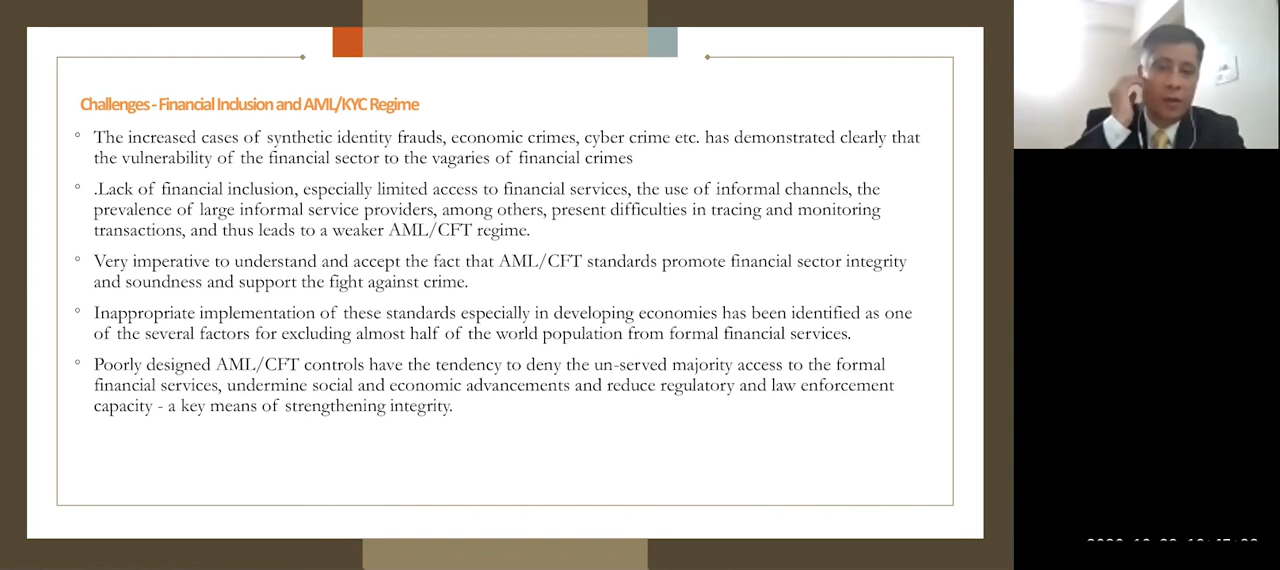 Challenges - Financial Inclusion and AML/KYC Regime
The increased cases of synthetic identity frauds, economic crimes, cyber crime etc. has demonstrated clearly that
the vulnerability of the financial sector to the vagaries of financial crimes
.Lack of financial inclusion, especially limited access to financial services, the use of informal channels, the
prevalence of large informal service providers, among others, present difficulties in tracing and monitoring
transactions, and thus leads to a weaker AML/CFT regime.
Very imperative to understand and accept the fact that AML/CFT standards promote financial sector integrity
and soundness and support the fight against crime.
Inappropriate implementation of these standards especially in developing economies has been identified as one
of the several factors for excluding almost half of the world population from formal financial services.
Poorly designed AML/CFT controls have the tendency to deny the un-served majority access to the formal
financial services, undermine social and economic advancements and reduce regulatory and law enforcement
capacity - a key means of strengthening integrity.